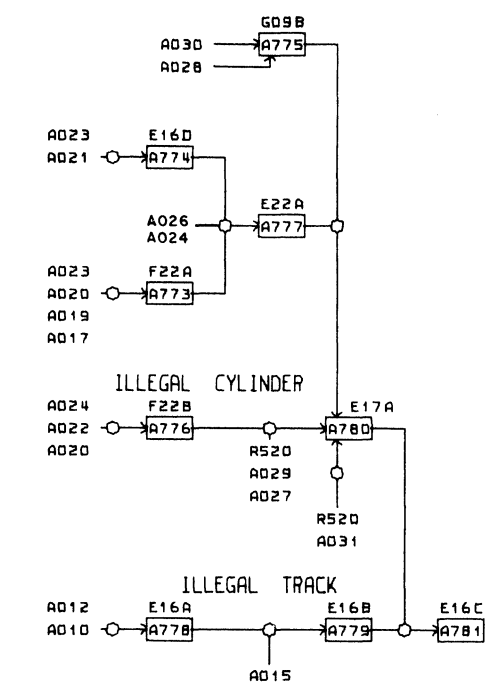 G09B
A030
A775
A028
A023
E16D
A021
A774
E22A
A026
A777
A024
A023
F22A
A020
A773
A019
A017
ILLEGAL CYLINDER
A024
F22B
E17A
A022
A776
A780
A020
R520
A029
A027
R520
A031
ILLEGAL TRACK
A012
E16A
E16B
E16C
A010
A778
A779
A781
A015